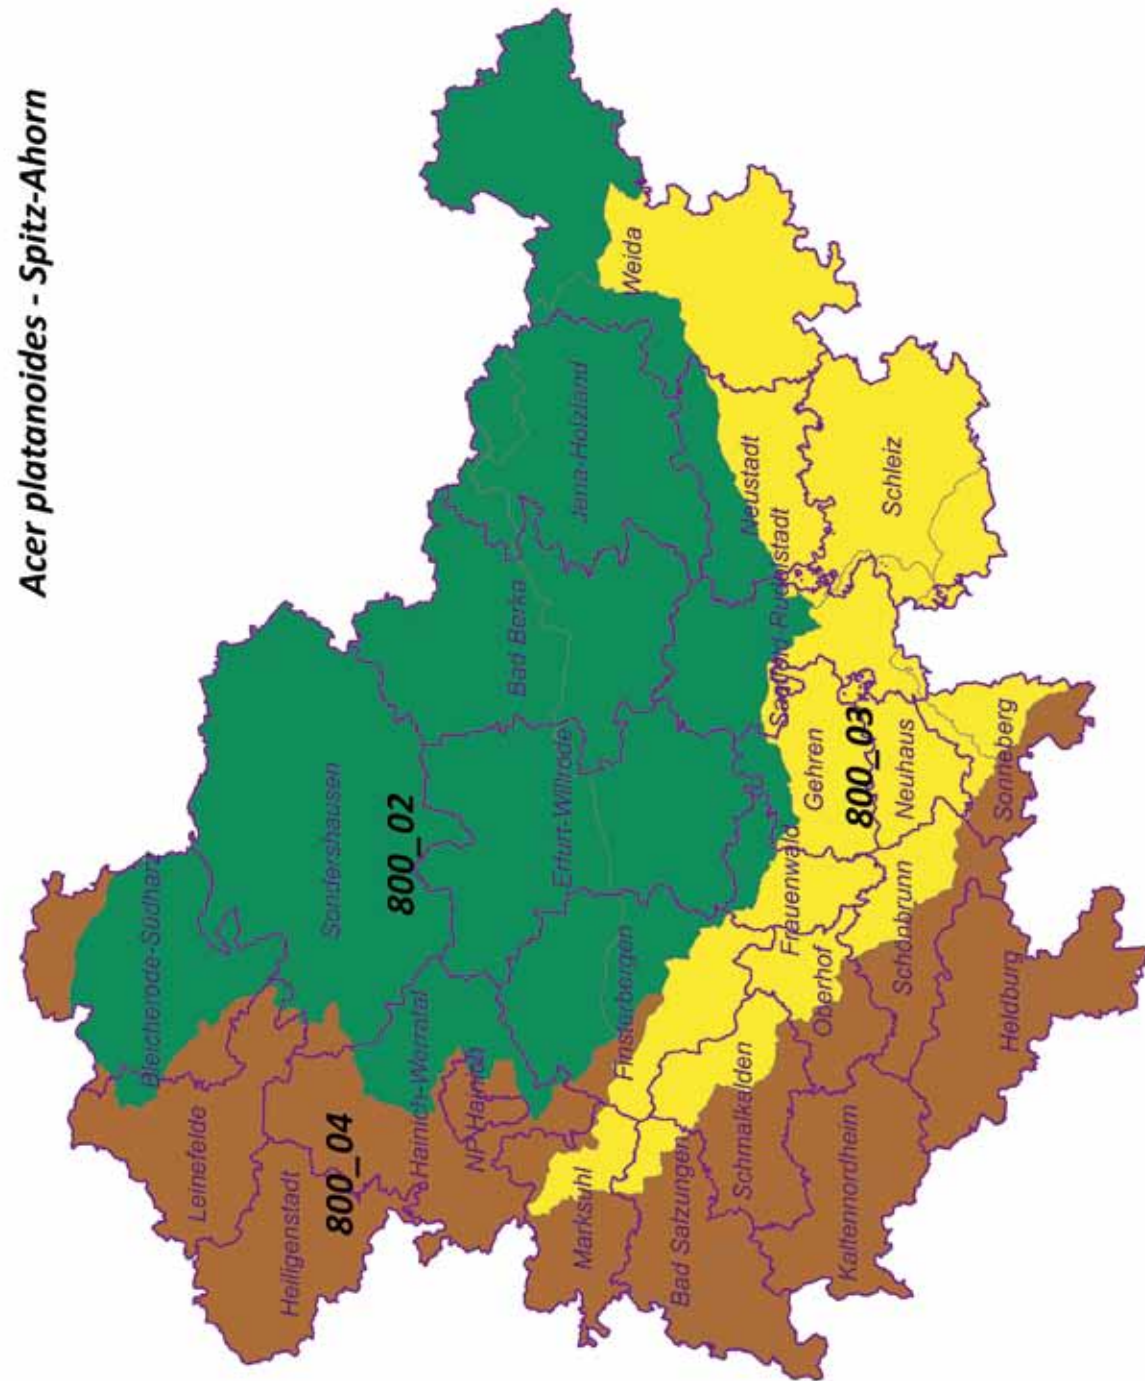 Acer platanoides - Spitz-Ahorn
Leinefelde
Heiligenstadt
800_04
Bleicherode-Südharz
Sondershausen
800_02
Hainich-Werratal
NP Hainich
Bad Berka
Erfurt-Willrode
Jena-Holzland
Weida
Finsterbergen
Marksuhl
Bad Salzungen
Schmalkalden
Kaltennordheim
Oberhof
Frauenwald
Gehren
800_03
Saalfeld-Rudolstadt
Neustadt
Schleiz
Neuhaus
Schönbrunn
Sonneberg
Heldburg